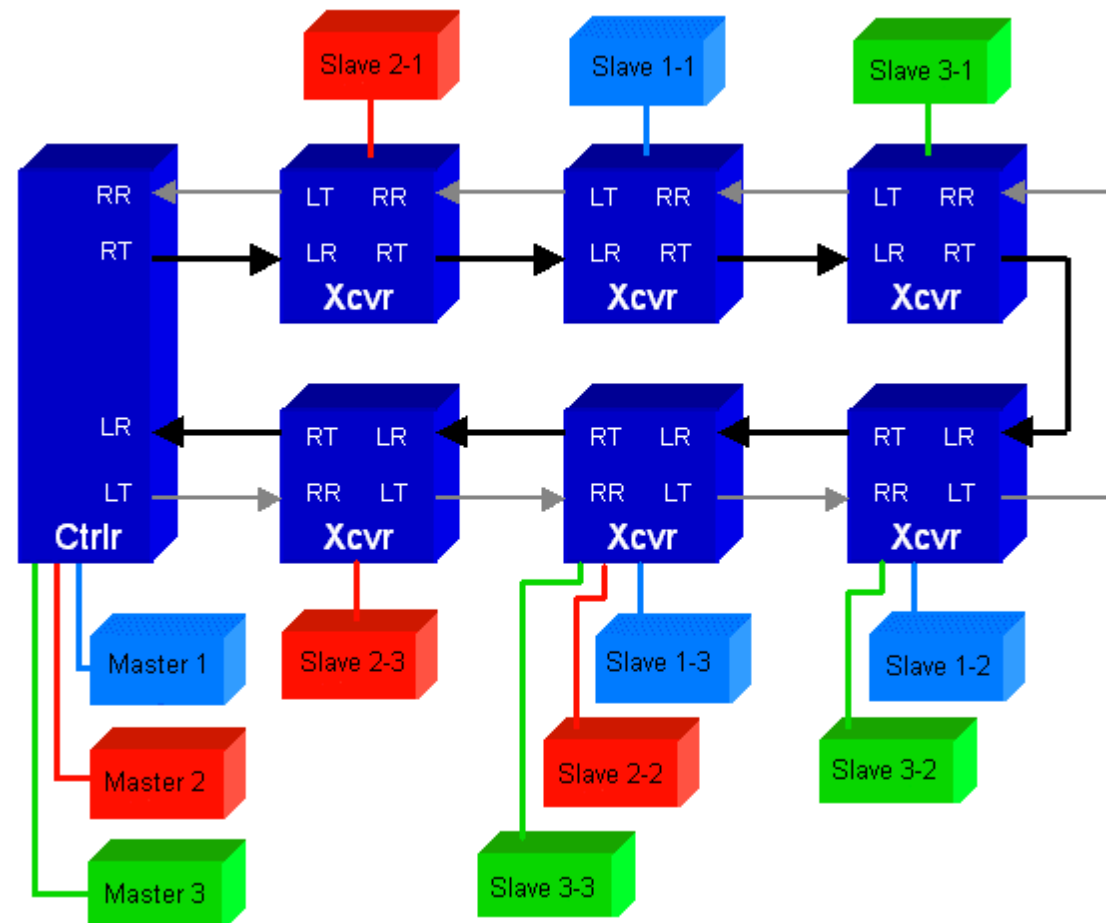 Slave 2-1
Slave 1-1
Slave 3-1
RR
LT RR
LT RR
LT RR
RT
LR RT
LR RT
LR RT
Xcvr
Xcvr
Xcvr
LR
RT LR
RT LR
RT LR
LT
RR LT
RR LT
RR LT
Ctrlr
Xcvr
Xcvr
Xcvr
Master 1
Slave 2-3
Slave 1-3
Slave 1-2
Master 2
Slave 2-2
Slave 3-2
Master 3
Slave 3-3